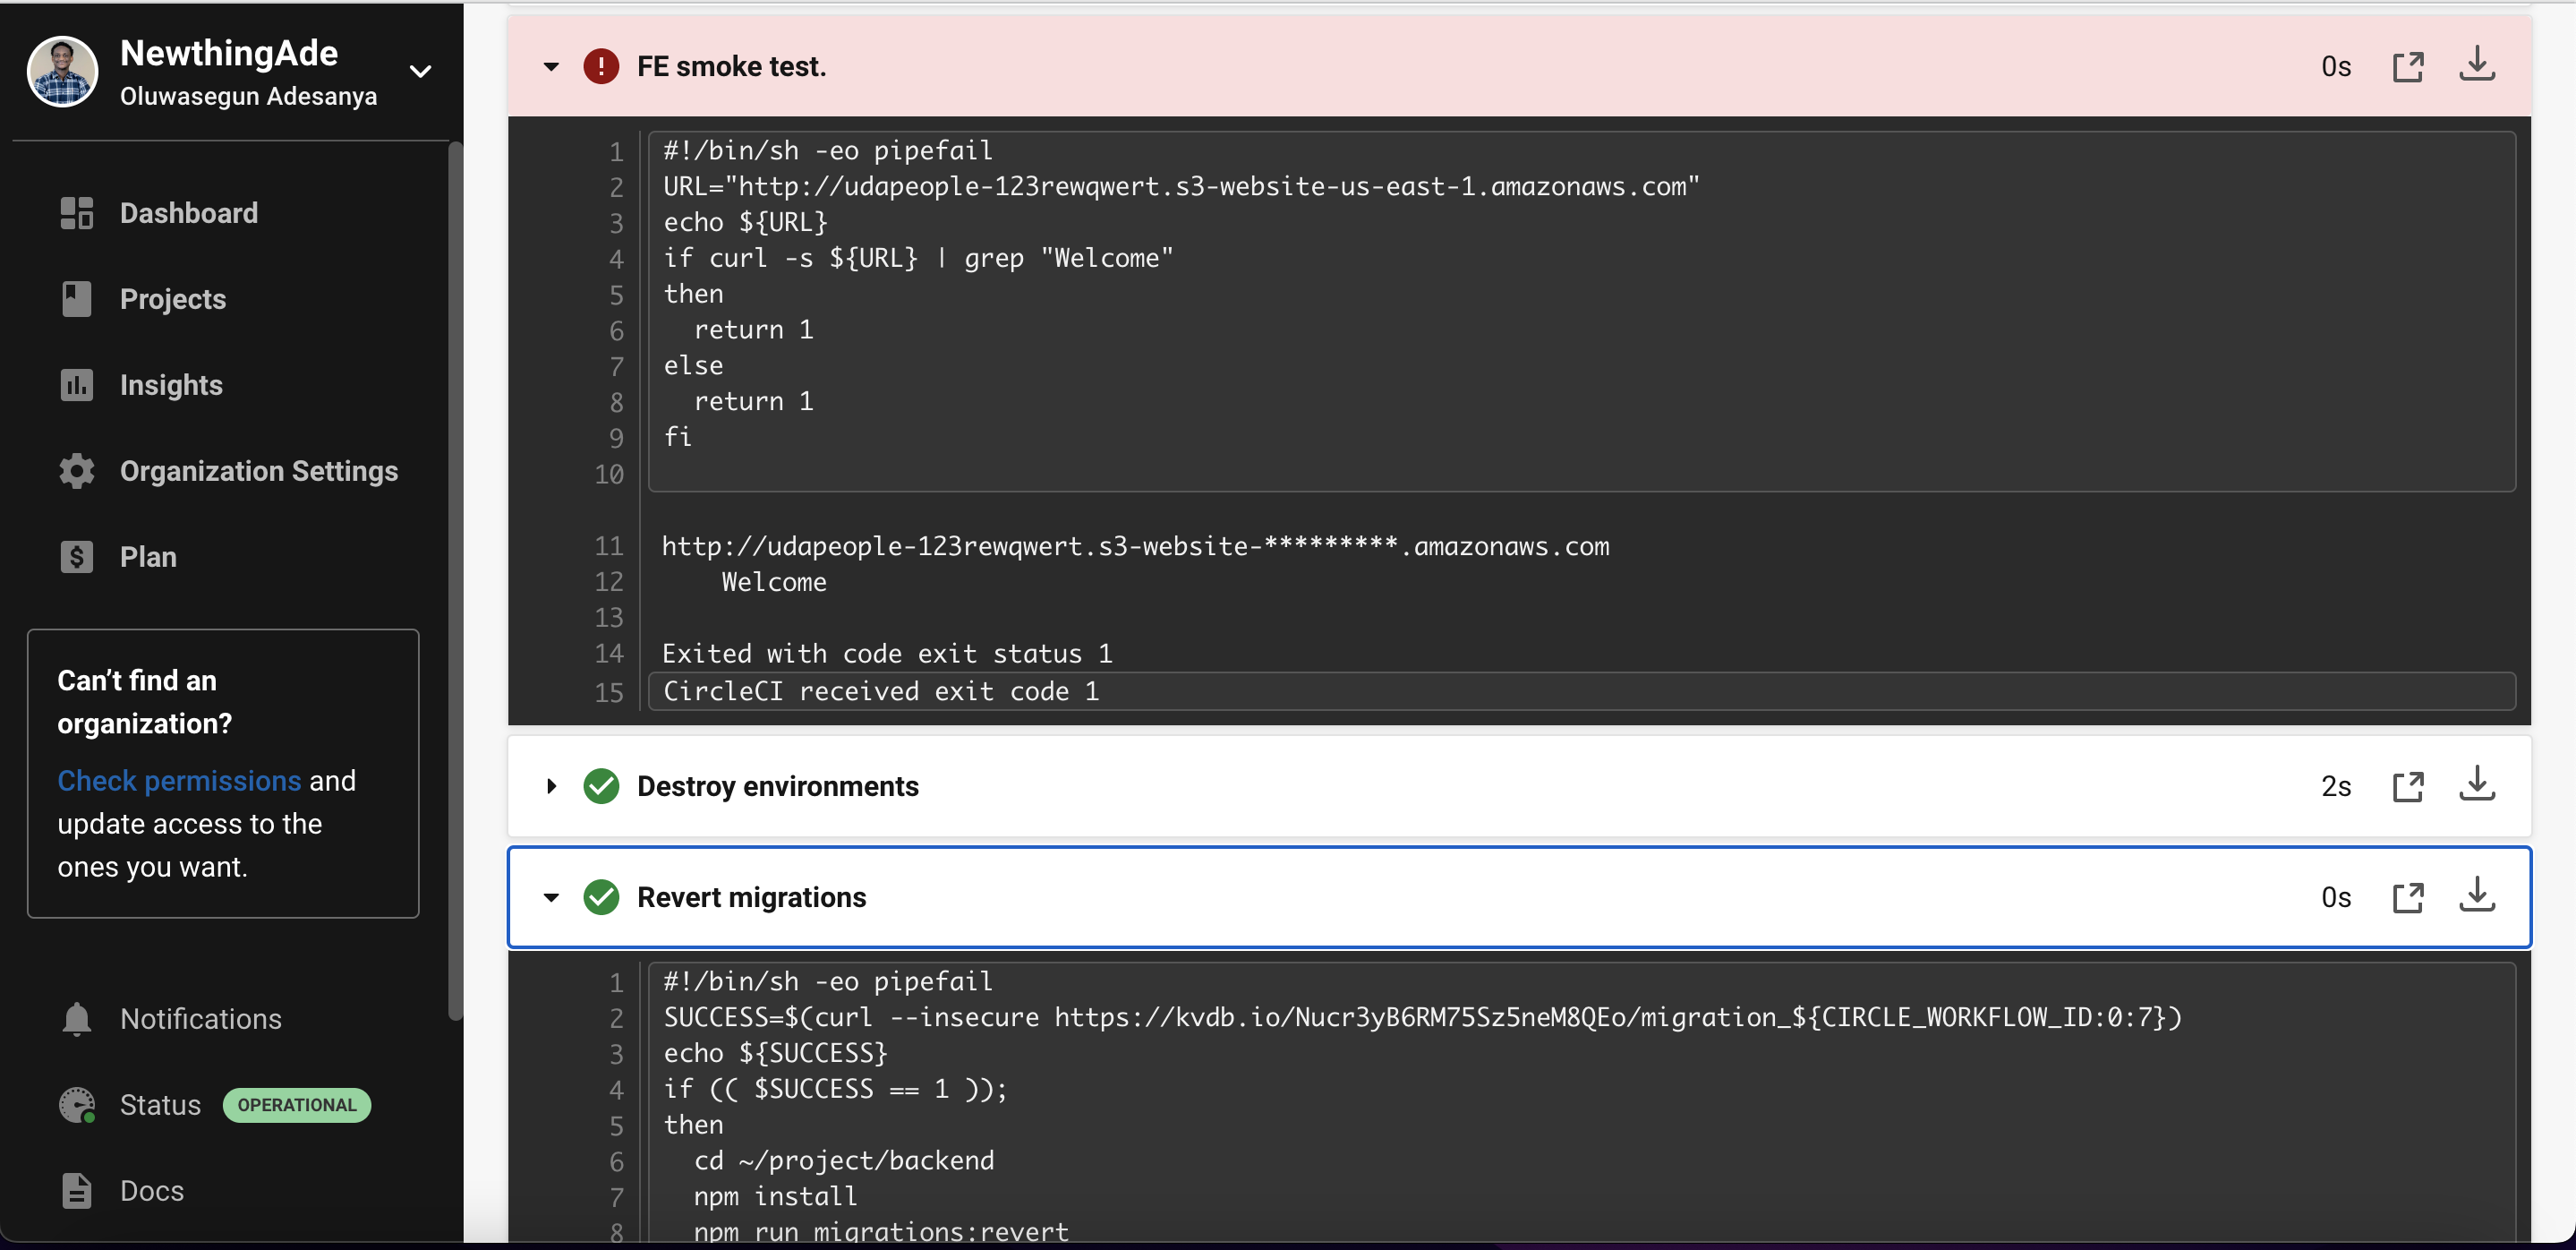 NewthingAde
Oluwasegun Adesanya
Dashboard
Projects
Insights
Organization Settings
Plan
Can’t find an
organization?
Check permissions and
update access to the
ones you want.
Notifications
Status OPERATIONAL
Docs
FE smoke test. 0s
1 #!/bin/sh -eo pipefail
2 URL="http://udapeople-123rewqwert.s3-website-us-east-1.amazonaws.com"
3 echo ${URL}
4 if curl -s ${URL} | grep "Welcome"
5 then
6   return 1
7 else
8   return 1
9 fi
10
11 http://udapeople-123rewqwert.s3-website-*********.amazonaws.com
12     Welcome
13
14 Exited with code exit status 1
15 CircleCI received exit code 1
Destroy environments 2s
Revert migrations 0s
1 #!/bin/sh -eo pipefail
2 SUCCESS=$(curl --insecure https://kvdb.io/Nucr3yB6RM75Sz5neM8QEo/migration_${CIRCLE_WORKFLOW_ID:0:7})
3 echo ${SUCCESS}
4 if (( $SUCCESS == 1 ));
5 then
6   cd ~/project/backend
7   npm install
8   npm run migrations:revert